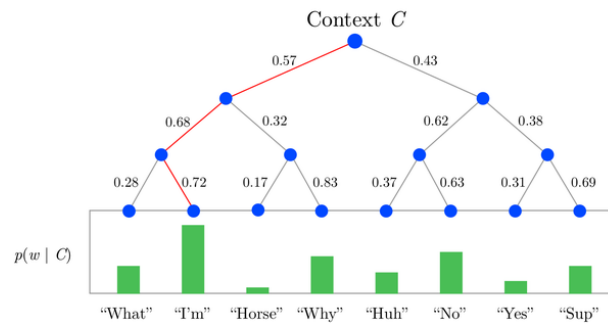 Context C
0.57 0.43
0.68 0.32 0.62 0.38
0.28 0.72 0.17 0.83 0.37 0.63 0.31 0.69
p(w | C)
“What” “I'm” “Horse” “Why” “Huh” “No” “Yes” “Sup”